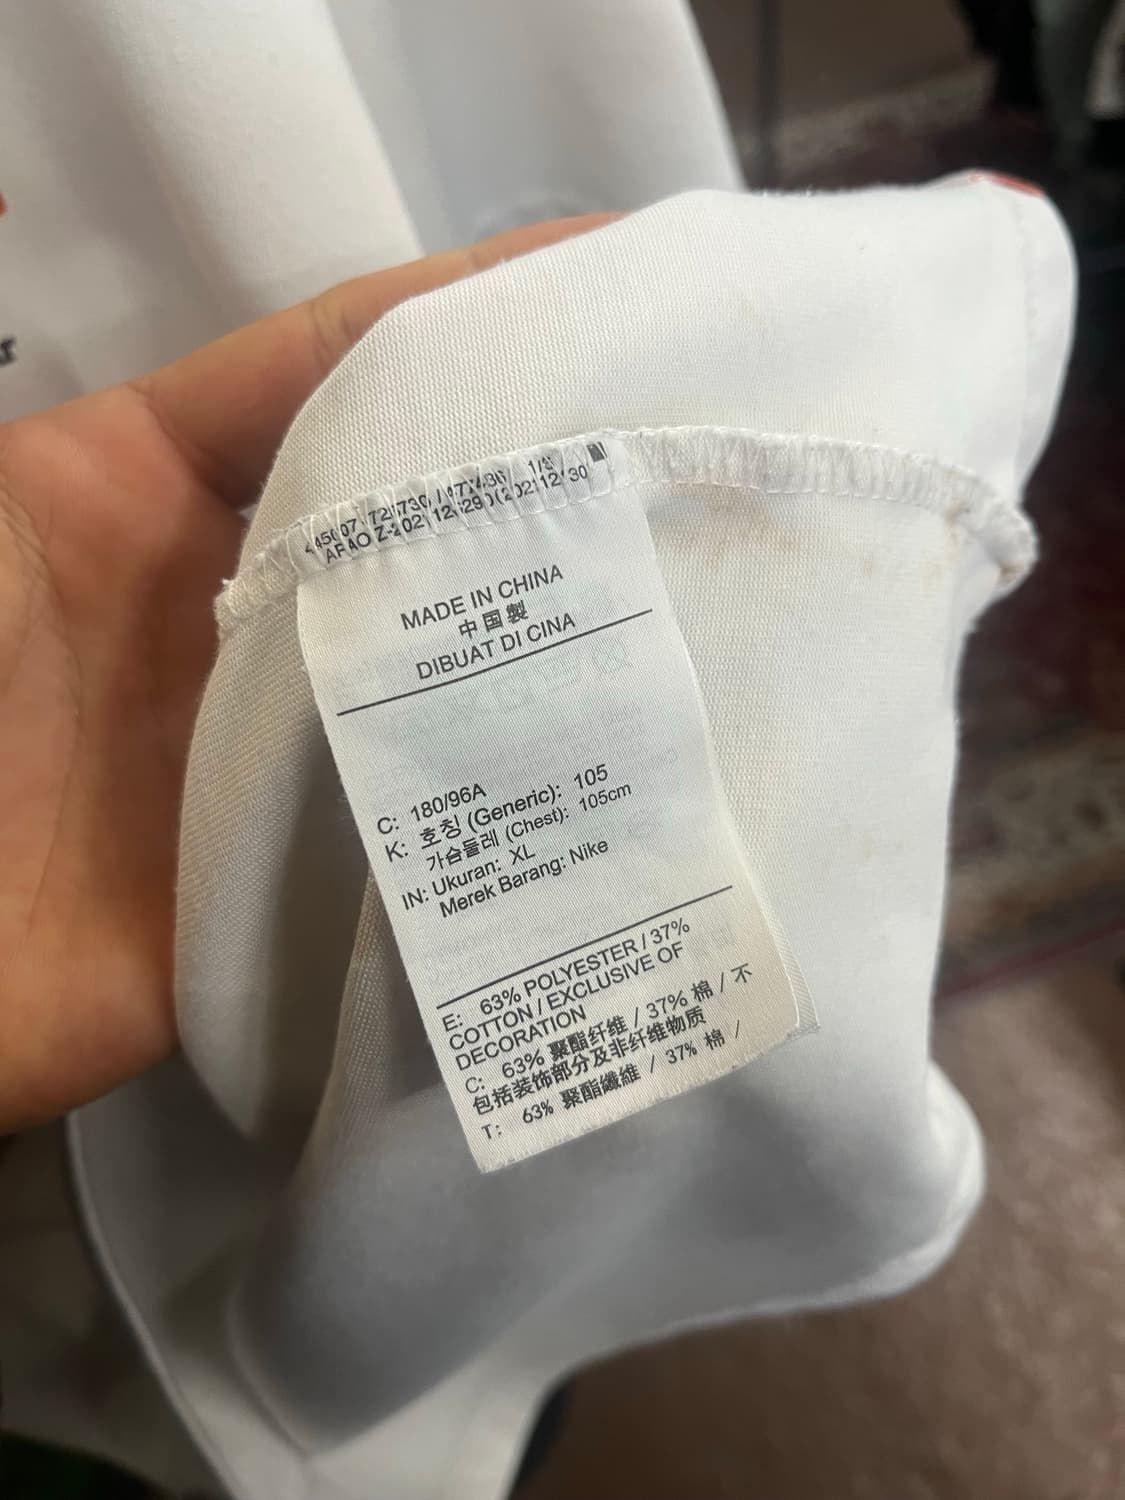 MADE IN CHINA
中国製
DIBUAT DI CINA
C: 180/96A
K: 호칭 (Generic): 105
가슴둘레 (Chest): 105cm
IN: Ukuran: XL
Merek Barang: Nike
E: 63% POLYESTER / 37%
COTTON / EXCLUSIVE OF
DECORATION
C: 63% 聚酯纤维 / 37% 棉 / 不
包括装饰部分及非纤维物质
T: 63% 聚酯纖維 / 37% 棉 /